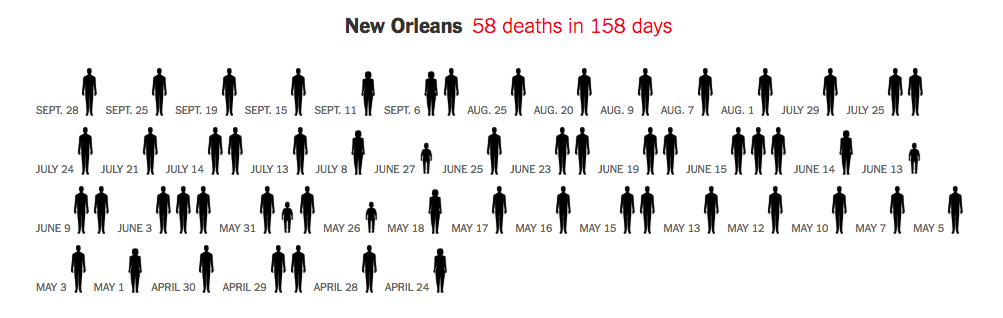 New Orleans 58 deaths in 158 days
SEPT. 28 SEPT. 25 SEPT. 19 SEPT. 15 SEPT. 11 SEPT. 6 AUG. 25 AUG. 20 AUG. 9 AUG. 7 AUG. 1 JULY 29 JULY 25
JULY 24 JULY 21 JULY 14 JULY 13 JULY 8 JUNE 27 JUNE 25 JUNE 23 JUNE 19 JUNE 15 JUNE 14 JUNE 13
JUNE 9 JUNE 3 MAY 31 MAY 26 MAY 18 MAY 17 MAY 16 MAY 15 MAY 13 MAY 12 MAY 10 MAY 7 MAY 5
MAY 3 MAY 1 APRIL 30 APRIL 29 APRIL 28 APRIL 24